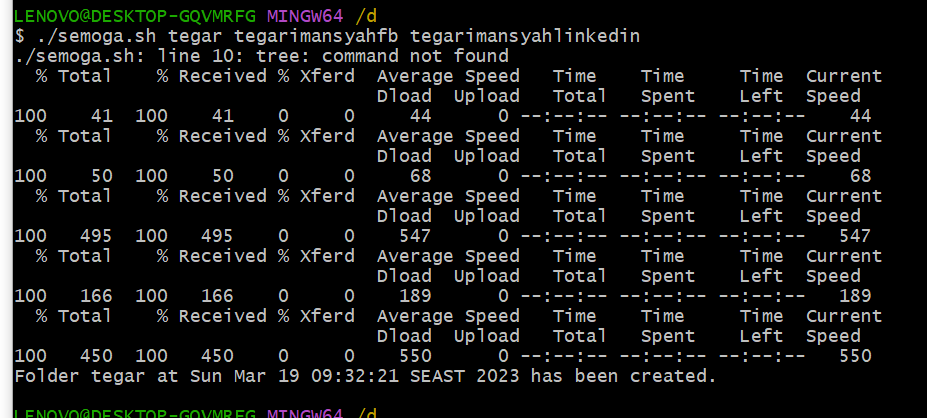 LENOVO@DESKTOP-GQVMRFG MINGW64 /d
$ ./semoga.sh tegar tegarimansyahfb tegarimansyahlinkedin
./semoga.sh: line 10: tree: command not found
  % Total    % Received % Xferd  Average Speed   Time    Time     Time  Current
                                 Dload  Upload   Total   Spent    Left  Speed
100    41  100    41    0     0     44      0 --:--:-- --:--:-- --:--:--    44
  % Total    % Received % Xferd  Average Speed   Time    Time     Time  Current
                                 Dload  Upload   Total   Spent    Left  Speed
100    50  100    50    0     0     68      0 --:--:-- --:--:-- --:--:--    68
  % Total    % Received % Xferd  Average Speed   Time    Time     Time  Current
                                 Dload  Upload   Total   Spent    Left  Speed
100   495  100   495    0     0    547      0 --:--:-- --:--:-- --:--:--   547
  % Total    % Received % Xferd  Average Speed   Time    Time     Time  Current
                                 Dload  Upload   Total   Spent    Left  Speed
100   166  100   166    0     0    189      0 --:--:-- --:--:-- --:--:--   189
  % Total    % Received % Xferd  Average Speed   Time    Time     Time  Current
                                 Dload  Upload   Total   Spent    Left  Speed
100   450  100   450    0     0    550      0 --:--:-- --:--:-- --:--:--   550
Folder tegar at Sun Mar 19 09:32:21 SEAST 2023 has been created.
LENOVO@DESKTOP-GQVMRFG MINGW64 /d